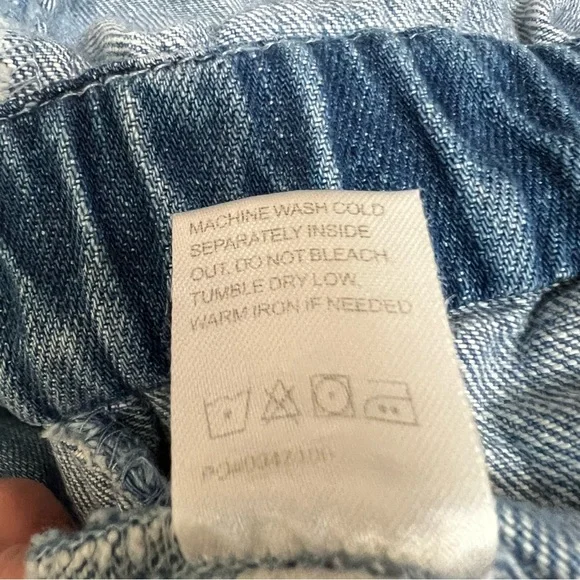 MACHINE WASH COLD
SEPARATELY INSIDE
OUT. DO NOT BLEACH.
TUMBLE DRY LOW.
WARM IRON IF NEEDED